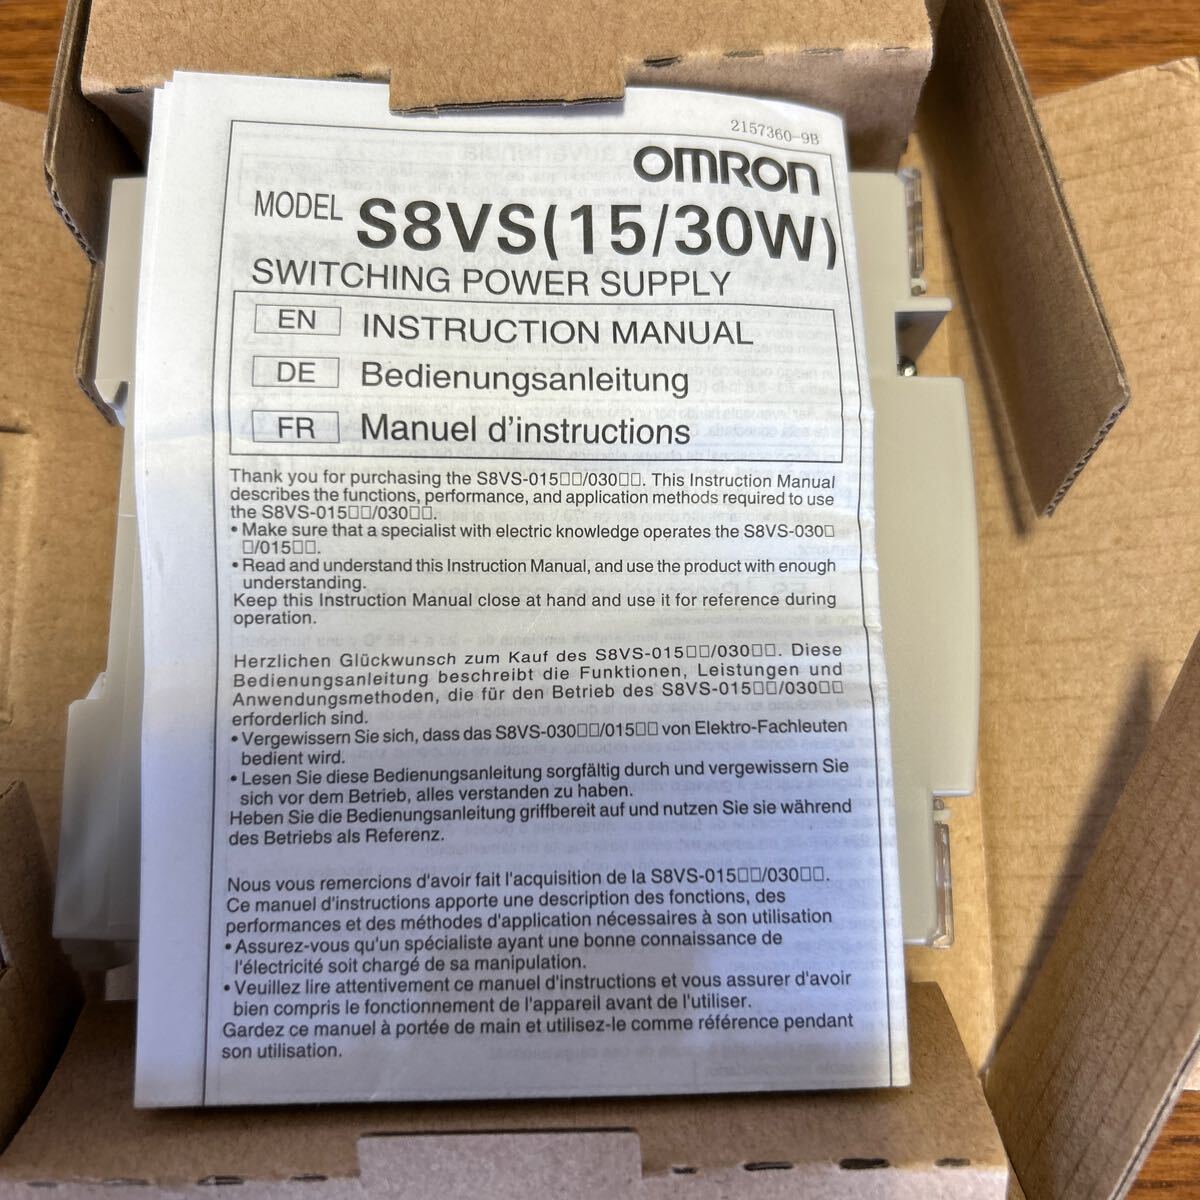 2157360-9B
OMRON
MODEL S8VS(15/30W)
SWITCHING POWER SUPPLY
EN INSTRUCTION MANUAL
DE Bedienungsanleitung
FR Manuel d'instructions
Thank you for purchasing the S8VS-015□□/030□□. This Instruction Manual
describes the functions, performance, and application methods required to use
the S8VS-015□□/030□□.
• Make sure that a specialist with electric knowledge operates the S8VS-030□
□/015□□.
• Read and understand this Instruction Manual, and use the product with enough
understanding.
Keep this Instruction Manual close at hand and use it for reference during
operation.
Herzlichen Glückwunsch zum Kauf des S8VS-015□□/030□□. Diese
Bedienungsanleitung beschreibt die Funktionen, Leistungen und
Anwendungsmethoden, die für den Betrieb des S8VS-015□□/030□□
erforderlich sind.
• Vergewissern Sie sich, dass das S8VS-030□□/015□□ von Elektro-Fachleuten
bedient wird.
• Lesen Sie diese Bedienungsanleitung sorgfältig durch und vergewissern Sie
sich vor dem Betrieb, alles verstanden zu haben.
Heben Sie die Bedienungsanleitung griffbereit auf und nutzen Sie sie während
des Betriebs als Referenz.
Nous vous remercions d'avoir fait l'acquisition de la S8VS-015□□/030□□.
Ce manuel d'instructions apporte une description des fonctions, des
performances et des méthodes d'application nécessaires à son utilisation
• Assurez-vous qu'un spécialiste ayant une bonne connaissance de
l'électricité soit chargé de sa manipulation.
• Veuillez lire attentivement ce manuel d'instructions et vous assurer d'avoir
bien compris le fonctionnement de l'appareil avant de l'utiliser.
Gardez ce manuel à portée de main et utilisez-le comme référence pendant
son utilisation.